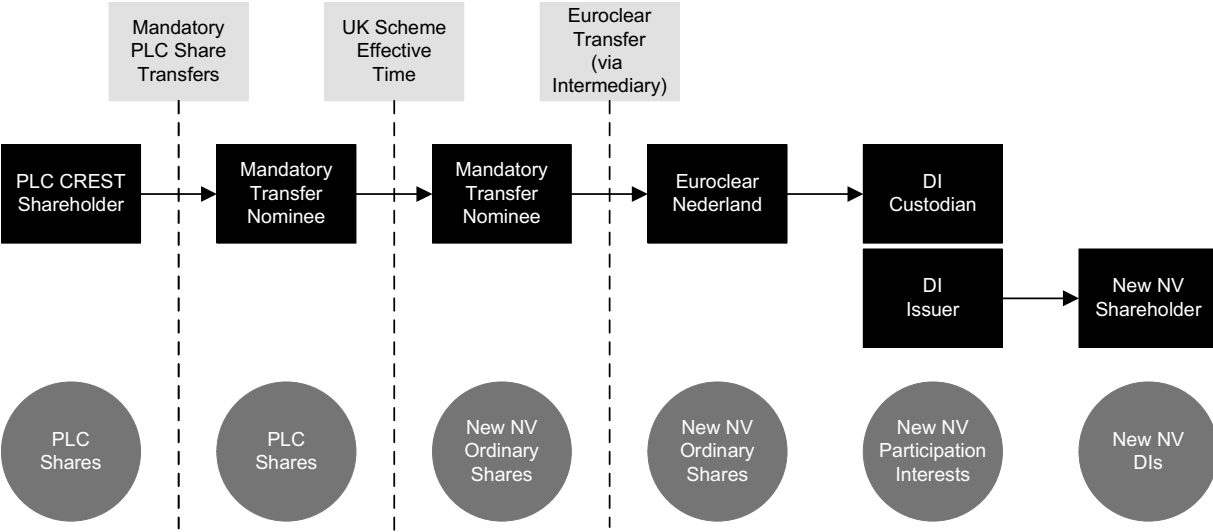 Mandatory
PLC Share
Transfers
UK Scheme
Effective
Time
Euroclear
Transfer
(via
Intermediary)
PLC CREST
Shareholder
Mandatory
Transfer
Nominee
Mandatory
Transfer
Nominee
Euroclear
Nederland
DI
Custodian
DI
Issuer
New NV
Shareholder
PLC
Shares
PLC
Shares
New NV
Ordinary
Shares
New NV
Ordinary
Shares
New NV
Participation
Interests
New NV
DIs